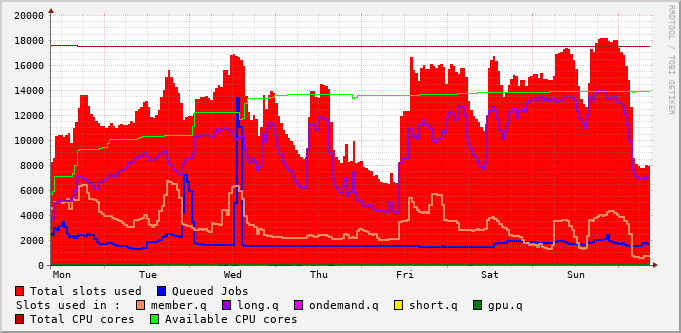 20000
18000
16000
14000
12000
10000
8000
6000
4000
2000
0
Mon Tue Wed Thu Fri Sat Sun
RRDTOOL / TOBI OETIKER
Total slots used Queued Jobs
Slots used in : member.q long.q ondemand.q short.q gpu.q
Total CPU cores Available CPU cores